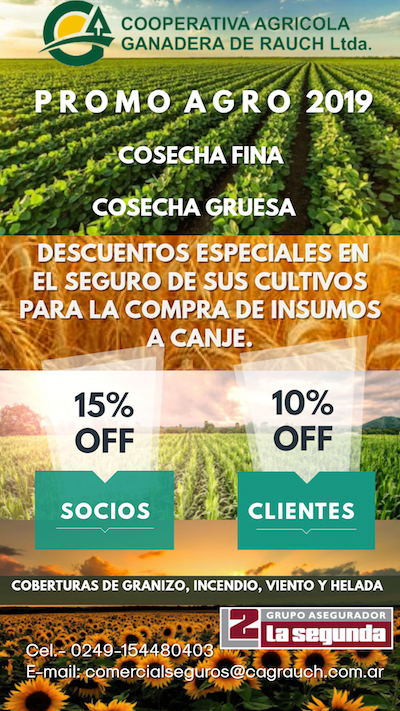 COOPERATIVA AGRICOLA
GANADERA DE RAUCH Ltda.
PROMO AGRO 2019
COSECHA FINA
COSECHA GRUESA
DESCUENTOS ESPECIALES EN
EL SEGURO DE SUS CULTIVOS
PARA LA COMPRA DE INSUMOS
A CANJE.
15%
OFF
SOCIOS
10%
OFF
CLIENTES
COBERTURAS DE GRANIZO, INCENDIO, VIENTO Y HELADA
GRUPO ASEGURADOR
La segunda
Cel.- 0249-154480403
E-mail: comercialseguros@cagrauch.com.ar